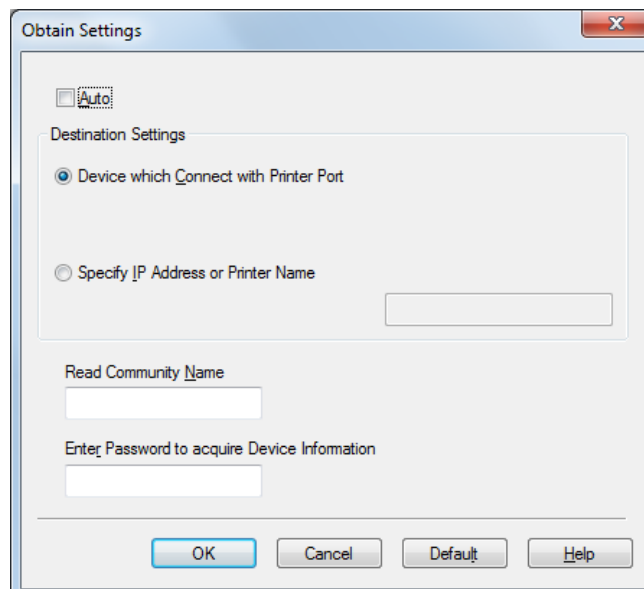 Obtain Settings
Auto
Destination Settings
Device which Connect with Printer Port
Specify IP Address or Printer Name
Read Community Name
Enter Password to acquire Device Information
OK Cancel Default Help